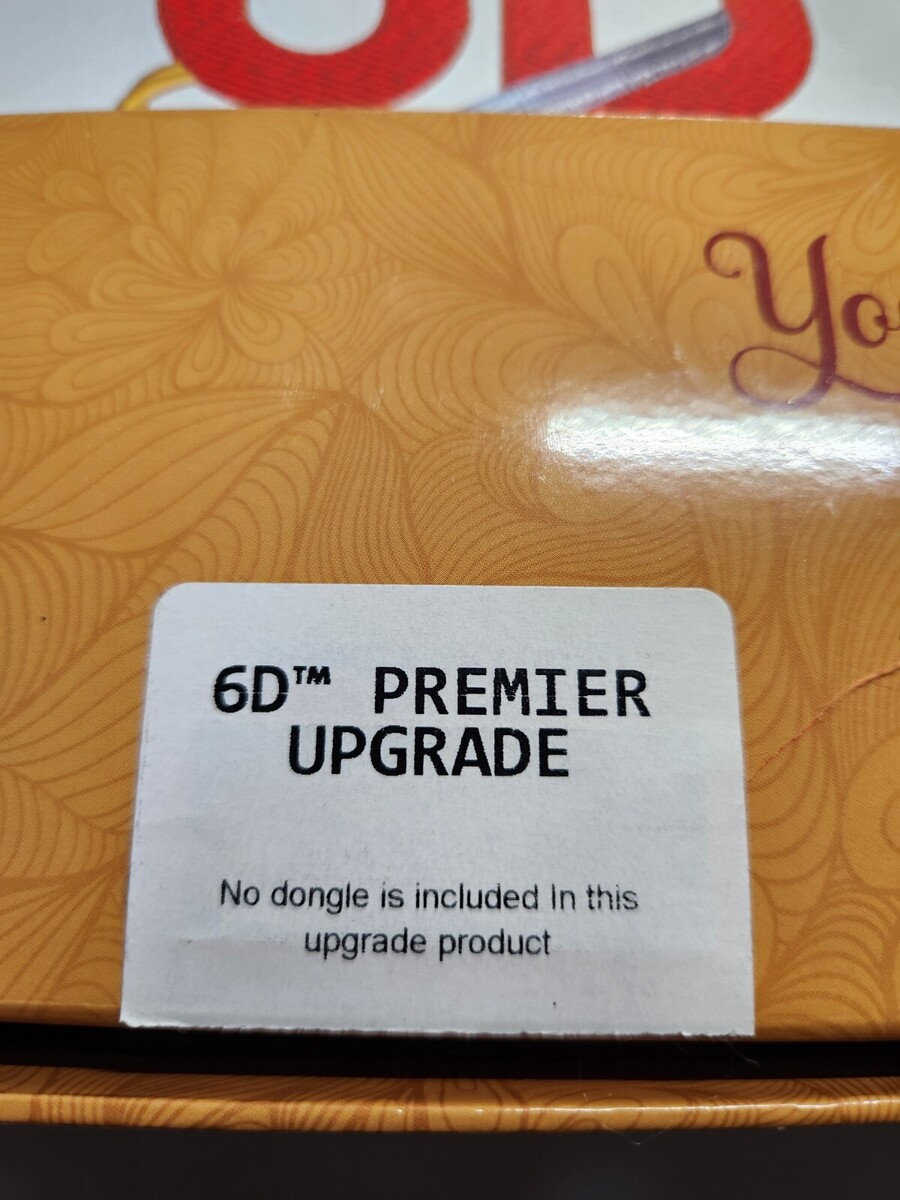 6D™ PREMIER
UPGRADE
No dongle is included In this
upgrade product